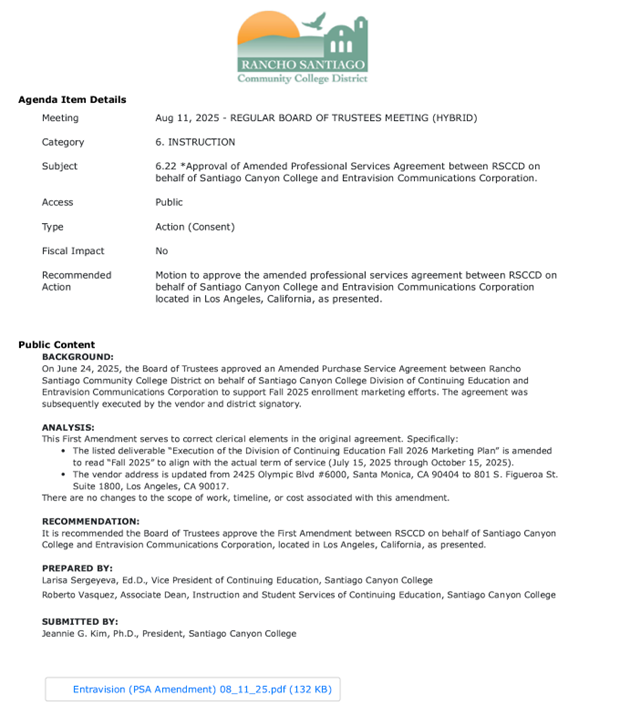 RANCHO SANTIAGO
Community College District
Agenda Item Details
Meeting Aug 11, 2025 - REGULAR BOARD OF TRUSTEES MEETING (HYBRID)
Category 6. INSTRUCTION
Subject 6.22 *Approval of Amended Professional Services Agreement between RSCCD on
behalf of Santiago Canyon College and Entravision Communications Corporation.
Access Public
Type Action (Consent)
Fiscal Impact No
Recommended Motion to approve the amended professional services agreement between RSCCD on
Action behalf of Santiago Canyon College and Entravision Communications Corporation
located in Los Angeles, California, as presented.
Public Content
BACKGROUND:
On June 24, 2025, the Board of Trustees approved an Amended Purchase Service Agreement between Rancho
Santiago Community College District on behalf of Santiago Canyon College Division of Continuing Education and
Entravision Communications Corporation to support Fall 2025 enrollment marketing efforts. The agreement was
subsequently executed by the vendor and district signatory.
ANALYSIS:
This First Amendment serves to correct clerical elements in the original agreement. Specifically:
• The listed deliverable “Execution of the Division of Continuing Education Fall 2026 Marketing Plan” is amended
to read “Fall 2025” to align with the actual term of service (July 15, 2025 through October 15, 2025).
• The vendor address is updated from 2425 Olympic Blvd #6000, Santa Monica, CA 90404 to 801 S. Figueroa St.
Suite 1800, Los Angeles, CA 90017.
There are no changes to the scope of work, timeline, or cost associated with this amendment.
RECOMMENDATION:
It is recommended the Board of Trustees approve the First Amendment between RSCCD on behalf of Santiago Canyon
College and Entravision Communications Corporation, located in Los Angeles, California, as presented.
PREPARED BY:
Larisa Sergeyeva, Ed.D., Vice President of Continuing Education, Santiago Canyon College
Roberto Vasquez, Associate Dean, Instruction and Student Services of Continuing Education, Santiago Canyon College
SUBMITTED BY:
Jeannie G. Kim, Ph.D., President, Santiago Canyon College
Entravision (PSA Amendment) 08_11_25.pdf (132 KB)